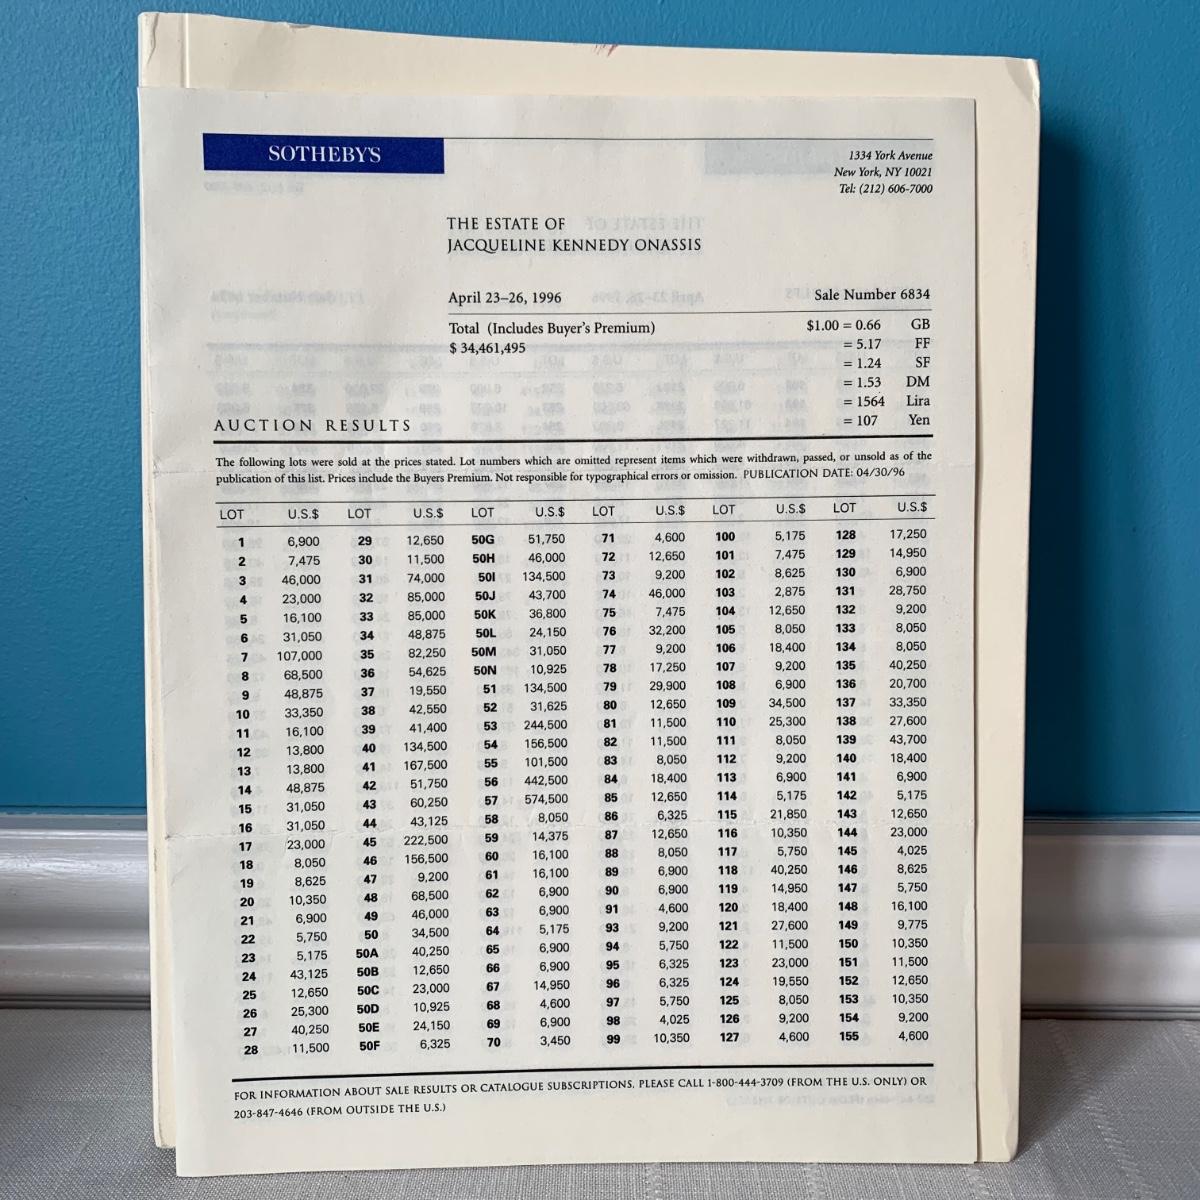 SOTHEBY'S
1334 York Avenue
New York, NY 10021
Tel: (212) 606-7000
THE ESTATE OF
JACQUELINE KENNEDY ONASSIS
April 23–26, 1996 Sale Number 6834
Total (Includes Buyer's Premium) $1.00 = 0.66 GB
$ 34,461,495 = 5.17 FF
= 1.24 SF
= 1.53 DM
= 1564 Lira
= 107 Yen
AUCTION RESULTS
The following lots were sold at the prices stated. Lot numbers which are omitted represent items which were withdrawn, passed, or unsold as of the
publication of this list. Prices include the Buyers Premium. Not responsible for typographical errors or omission. PUBLICATION DATE: 04/30/96
LOT U.S.$ LOT U.S.$ LOT U.S.$ LOT U.S.$ LOT U.S.$ LOT U.S.$
1 6,900 29 12,650 50G 51,750 71 4,600 100 5,175 128 17,250
2 7,475 30 11,500 50H 46,000 72 12,650 101 7,475 129 14,950
3 46,000 31 74,000 50I 134,500 73 9,200 102 8,625 130 6,900
4 23,000 32 85,000 50J 43,700 74 46,000 103 2,875 131 28,750
5 16,100 33 85,000 50K 36,800 75 7,475 104 12,650 132 9,200
6 31,050 34 48,875 50L 24,150 76 32,200 105 8,050 133 8,050
7 107,000 35 82,250 50M 31,050 77 9,200 106 18,400 134 8,050
8 68,500 36 54,625 50N 10,925 78 17,250 107 9,200 135 40,250
9 48,875 37 19,550 51 134,500 79 29,900 108 6,900 136 20,700
10 33,350 38 42,550 52 31,625 80 12,650 109 34,500 137 33,350
11 16,100 39 41,400 53 244,500 81 11,500 110 25,300 138 27,600
12 13,800 40 134,500 54 156,500 82 11,500 111 8,050 139 43,700
13 13,800 41 167,500 55 101,500 83 8,050 112 9,200 140 18,400
14 48,875 42 51,750 56 442,500 84 18,400 113 6,900 141 6,900
15 31,050 43 60,250 57 574,500 85 12,650 114 5,175 142 5,175
16 31,050 44 43,125 58 8,050 86 6,325 115 21,850 143 12,650
17 23,000 45 222,500 59 14,375 87 12,650 116 10,350 144 23,000
18 8,050 46 156,500 60 16,100 88 8,050 117 5,750 145 4,025
19 8,625 47 9,200 61 16,100 89 6,900 118 40,250 146 8,625
20 10,350 48 68,500 62 6,900 90 6,900 119 14,950 147 5,750
21 6,900 49 46,000 63 6,900 91 4,600 120 18,400 148 16,100
22 5,750 50 34,500 64 5,175 93 9,200 121 27,600 149 9,775
23 5,175 50A 40,250 65 6,900 94 5,750 122 11,500 150 10,350
24 43,125 50B 12,650 66 6,900 95 6,325 123 23,000 151 11,500
25 12,650 50C 23,000 67 14,950 96 6,325 124 19,550 152 12,650
26 25,300 50D 10,925 68 4,600 97 5,750 125 8,050 153 10,350
27 40,250 50E 24,150 69 6,900 98 4,025 126 9,200 154 9,200
28 11,500 50F 6,325 70 3,450 99 10,350 127 4,600 155 4,600
FOR INFORMATION ABOUT SALE RESULTS OR CATALOGUE SUBSCRIPTIONS, PLEASE CALL 1-800-444-3709 (FROM THE U.S. ONLY) OR
203-847-4646 (FROM OUTSIDE THE U.S.)